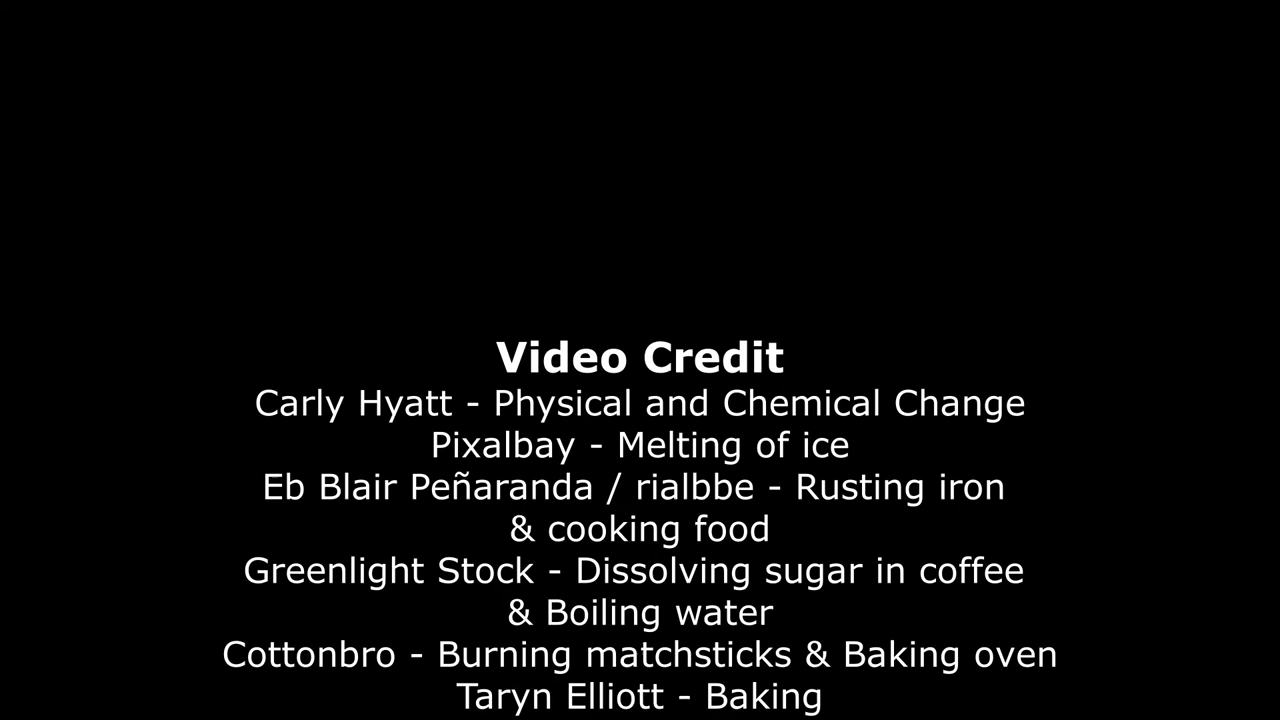 Video Credit
Carly Hyatt - Physical and Chemical Change
Pixalbay - Melting of ice
Eb Blair Peñaranda / rialbbe - Rusting iron
& cooking food
Greenlight Stock - Dissolving sugar in coffee
& Boiling water
Cottonbro - Burning matchsticks & Baking oven
Taryn Elliott - Baking